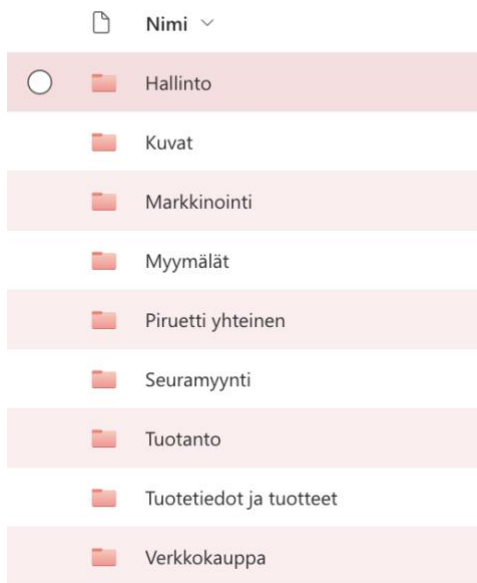 Nimi
Hallinto
Kuvat
Markkinointi
Myymälät
Piruetti yhteinen
Seuramyynti
Tuotanto
Tuotetiedot ja tuotteet
Verkkokauppa